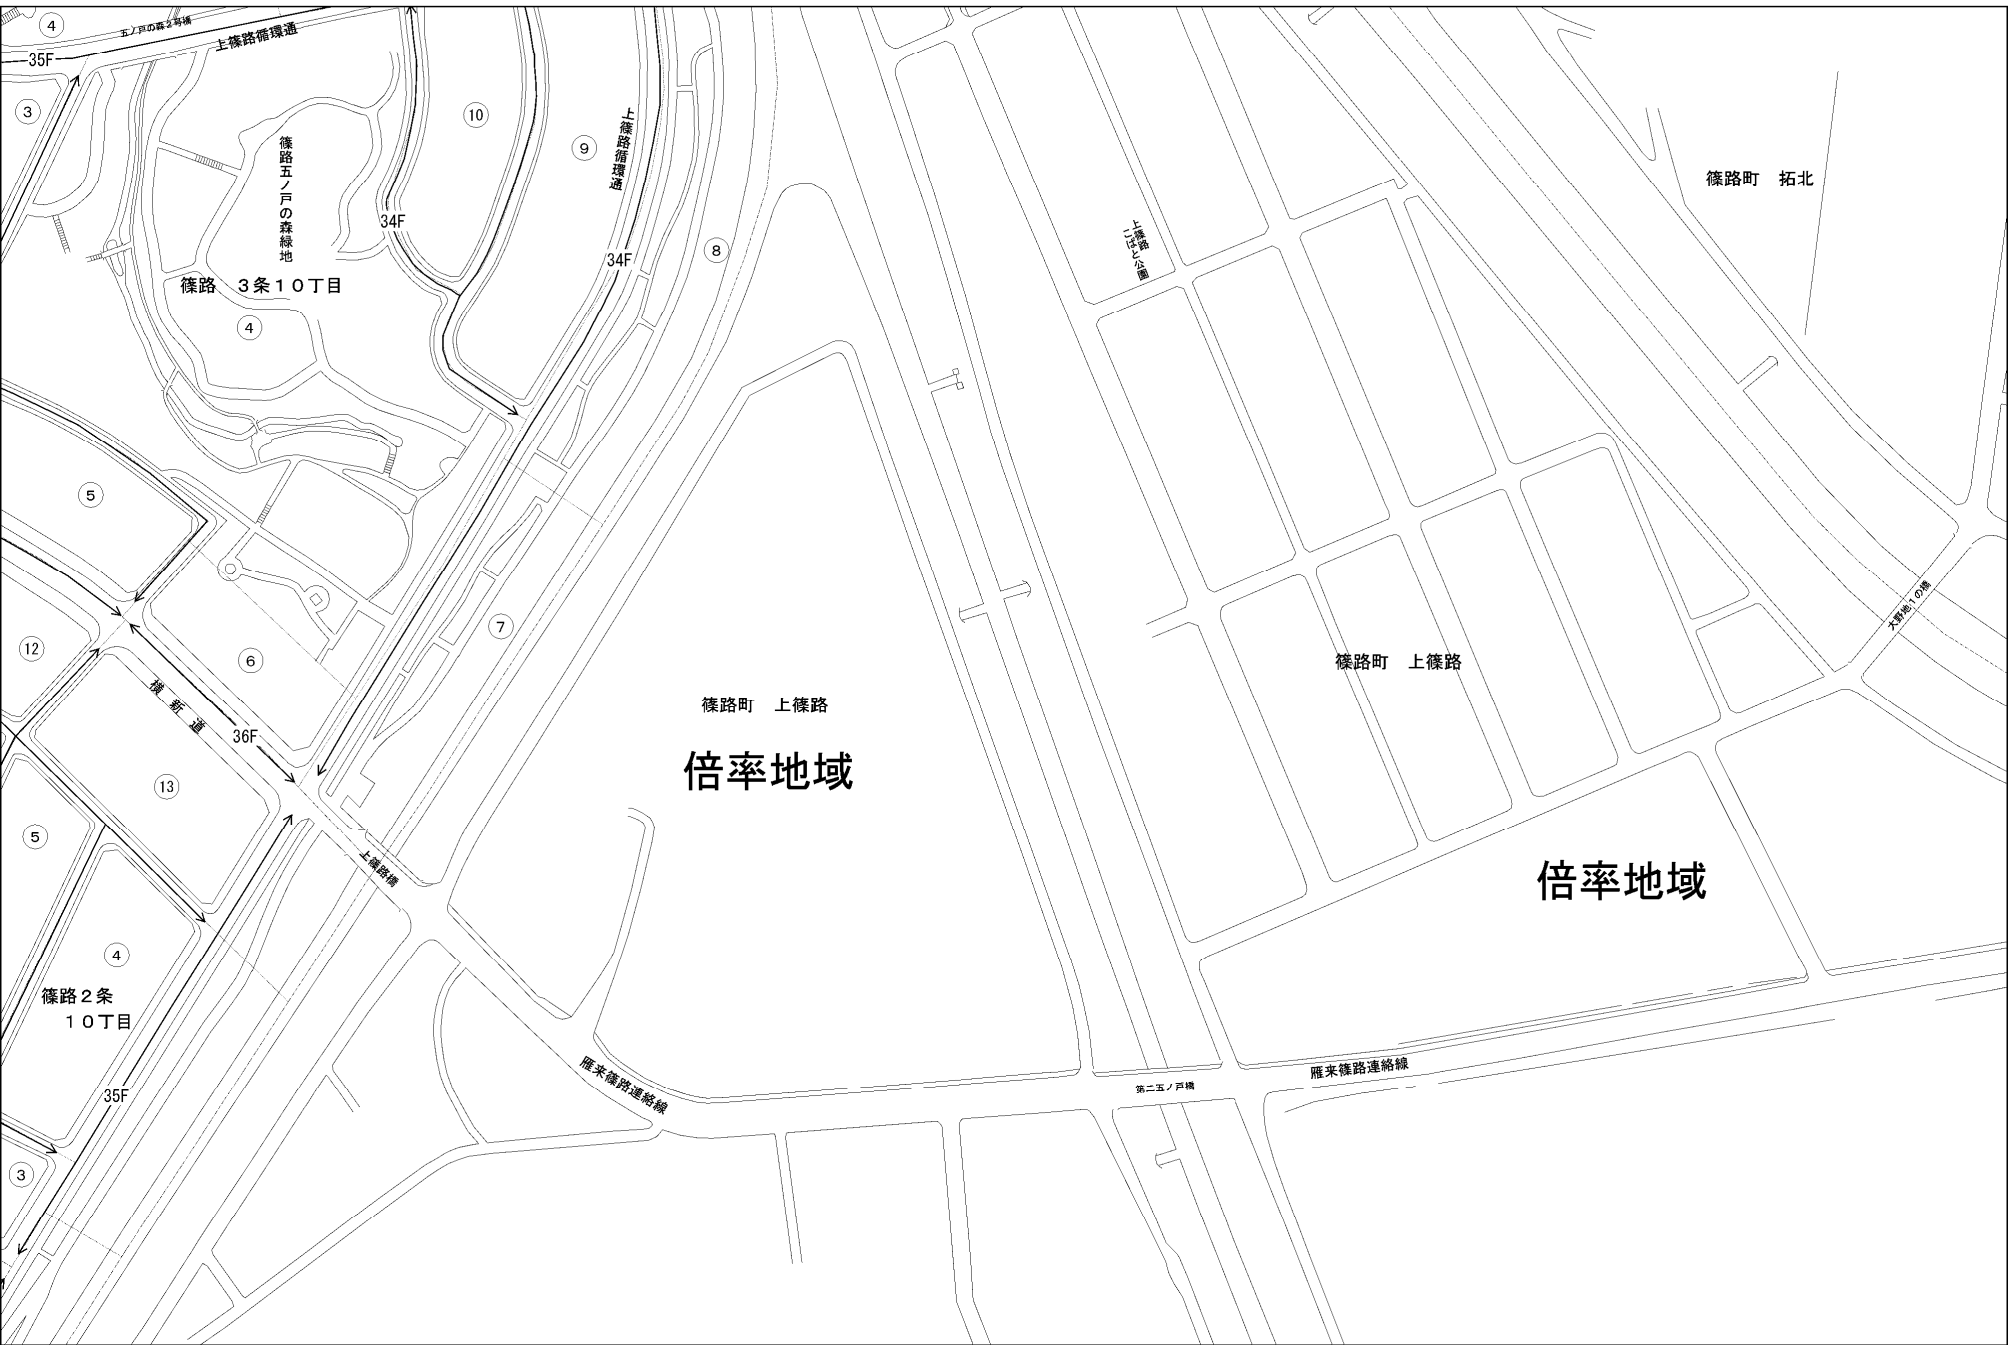 ④
五ノ戸の森2号橋
上篠路循環通
35F
③
⑩
⑨
上篠路循環通
篠路五ノ戸の森緑地
篠路町 拓北
34F
34F
⑧
上篠路
こばと公園
篠路 3条10丁目
④
⑤
⑦
⑫
⑥
大野地1の橋
篠路町 上篠路
横新道
36F
篠路町 上篠路
倍率地域
⑬
⑤
上篠路橋
倍率地域
④
篠路2条
10丁目
雁来篠路連絡線
雁来篠路連絡線
第二五ノ戸橋
35F
③